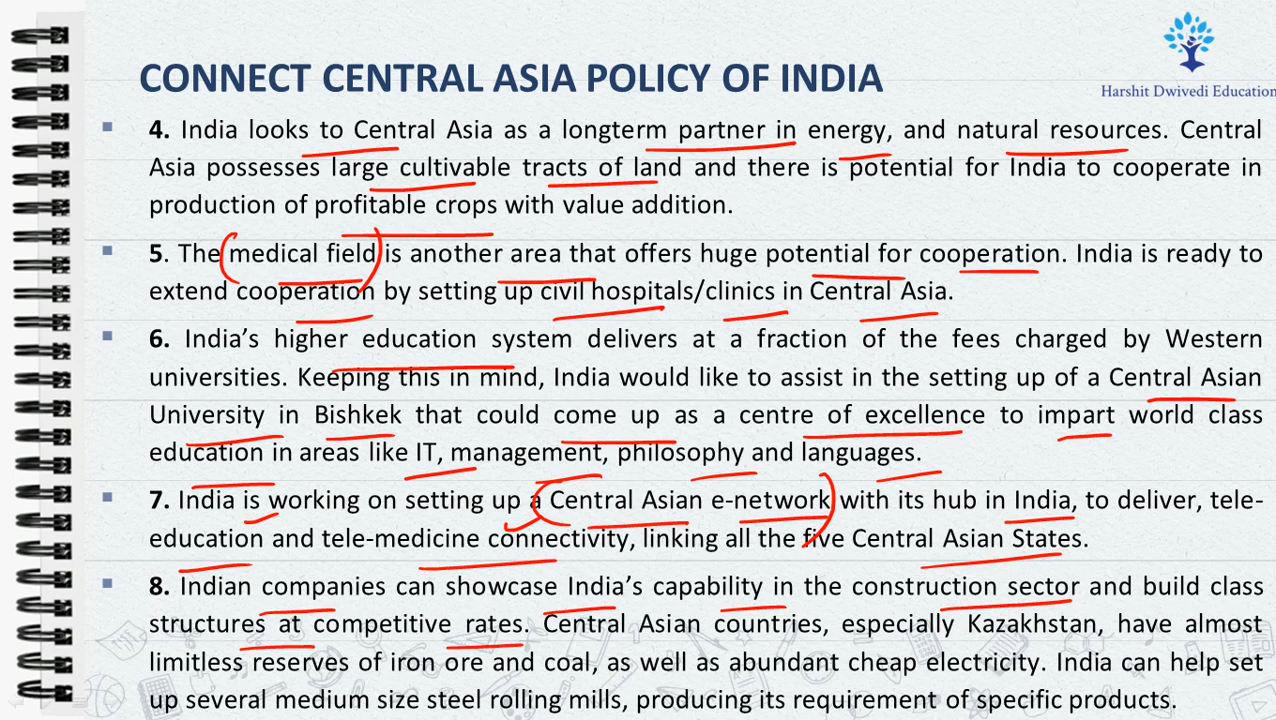 Harshit Dwivedi Education
CONNECT CENTRAL ASIA POLICY OF INDIA
4. India looks to Central Asia as a longterm partner in energy, and natural resources. Central
Asia possesses large cultivable tracts of land and there is potential for India to cooperate in
production of profitable crops with value addition.
5. The medical field is another area that offers huge potential for cooperation. India is ready to
extend cooperation by setting up civil hospitals/clinics in Central Asia.
6. India's higher education system delivers at a fraction of the fees charged by Western
universities. Keeping this in mind, India would like to assist in the setting up of a Central Asian
University in Bishkek that could come up as a centre of excellence to impart world class
education in areas like IT, management, philosophy and languages.
7. India is working on setting up a Central Asian e-network with its hub in India, to deliver, tele-
education and tele-medicine connectivity, linking all the five Central Asian States.
8. Indian companies can showcase India's capability in the construction sector and build class
structures at competitive rates. Central Asian countries, especially Kazakhstan, have almost
limitless reserves of iron ore and coal, as well as abundant cheap electricity. India can help set
up several medium size steel rolling mills, producing its requirement of specific products.